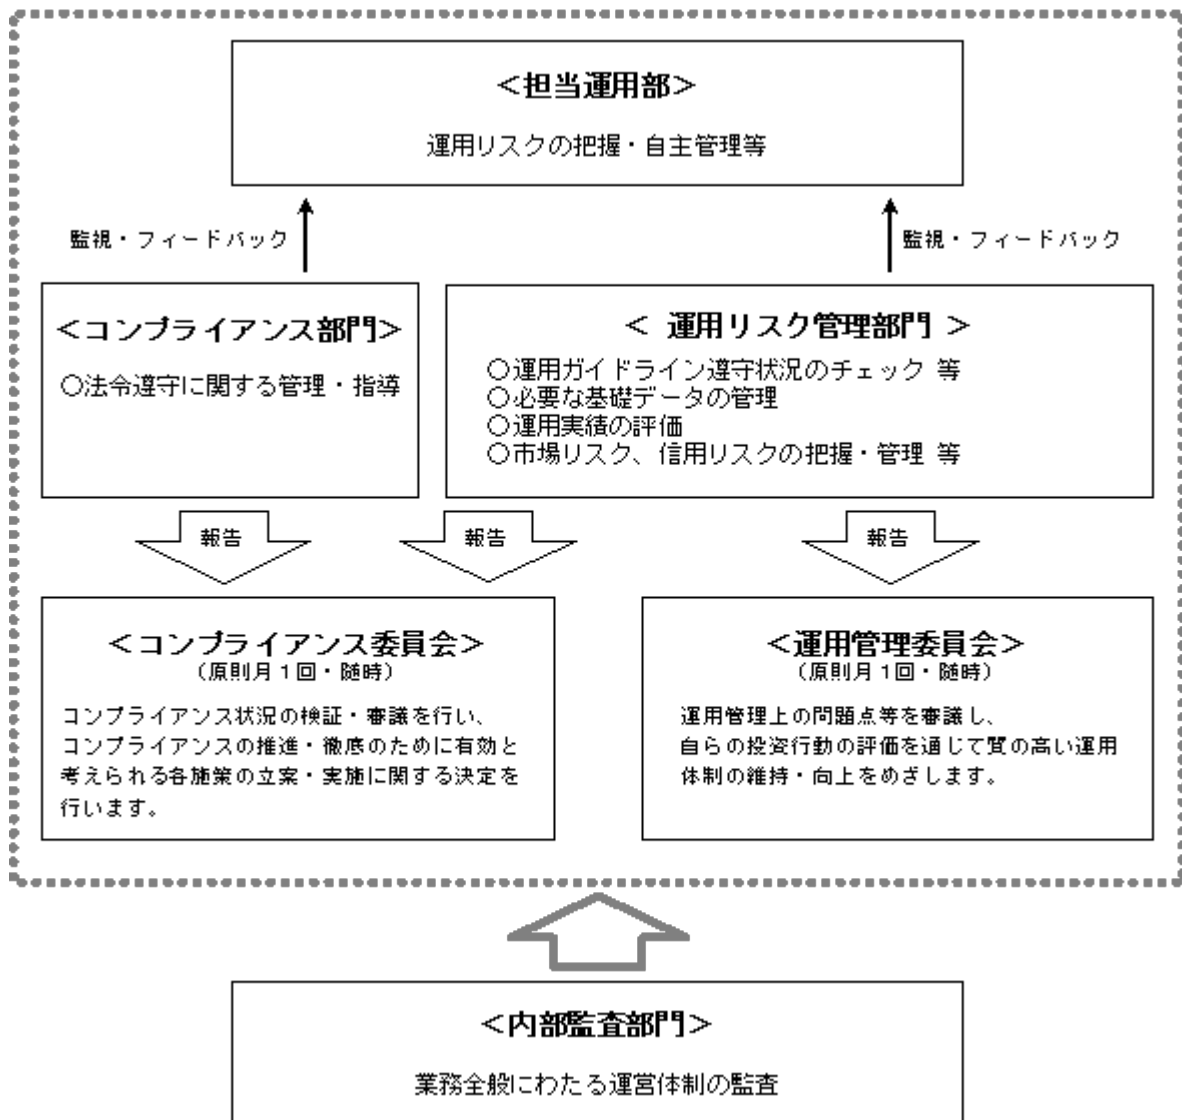 ＜担当運用部＞
運用リスクの把握・自主管理等
監視・フィードバック
監視・フィードバック
＜コンプライアンス部門＞
○法令遵守に関する管理・指導
＜ 運用リスク管理部門 ＞
○運用ガイドライン遵守状況のチェック 等
○必要な基礎データの管理
○運用実績の評価
○市場リスク、信用リスクの把握・管理 等
報告
報告
報告
＜コンプライアンス委員会＞
（原則月１回・随時）
コンプライアンス状況の検証・審議を行い、
コンプライアンスの推進・徹底のために有効と
考えられる各施策の立案・実施に関する決定を
行います。
＜運用管理委員会＞
（原則月１回・随時）
運用管理上の問題点等を審議し、
自らの投資行動の評価を通じて質の高い運用
体制の維持・向上をめざします。
＜内部監査部門＞
業務全般にわたる運営体制の監査